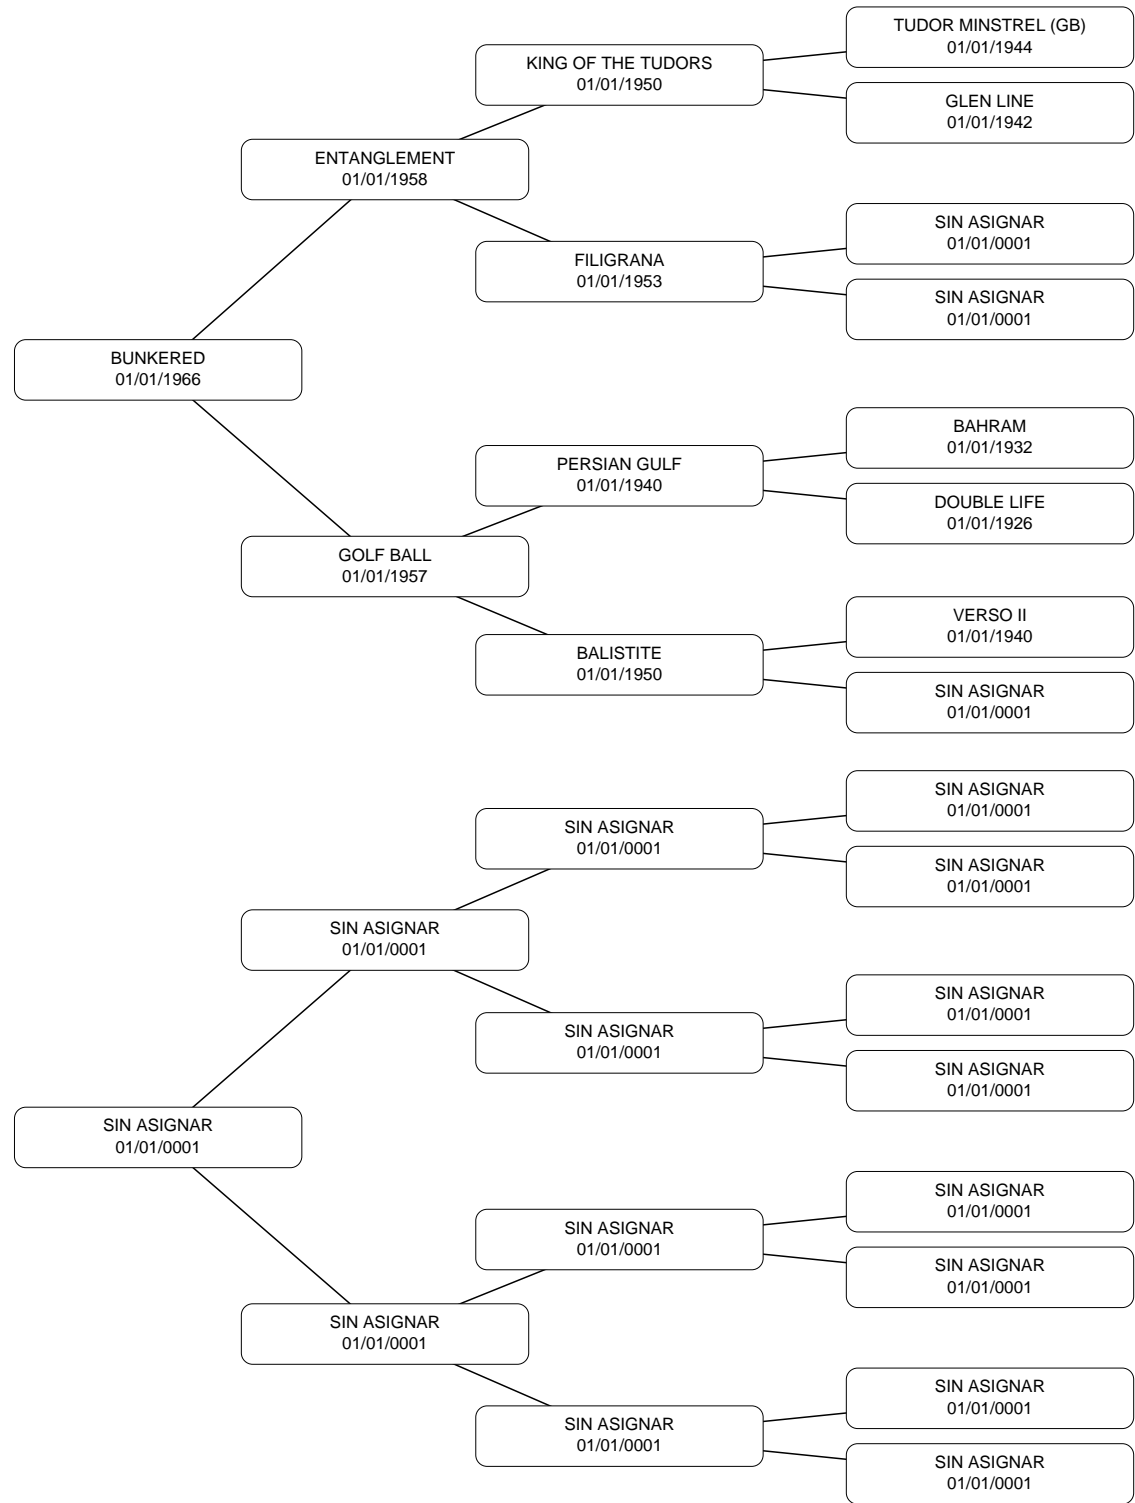 TUDOR MINSTREL (GB)
01/01/1944
KING OF THE TUDORS
01/01/1950
GLEN LINE
01/01/1942
ENTANGLEMENT
01/01/1958
SIN ASIGNAR
01/01/0001
FILIGRANA
01/01/1953
SIN ASIGNAR
01/01/0001
BUNKERED
01/01/1966
BAHRAM
01/01/1932
PERSIAN GULF
01/01/1940
DOUBLE LIFE
01/01/1926
GOLF BALL
01/01/1957
VERSO II
01/01/1940
BALISTITE
01/01/1950
SIN ASIGNAR
01/01/0001
SIN ASIGNAR
01/01/0001
SIN ASIGNAR
01/01/0001
SIN ASIGNAR
01/01/0001
SIN ASIGNAR
01/01/0001
SIN ASIGNAR
01/01/0001
SIN ASIGNAR
01/01/0001
SIN ASIGNAR
01/01/0001
SIN ASIGNAR
01/01/0001
SIN ASIGNAR
01/01/0001
SIN ASIGNAR
01/01/0001
SIN ASIGNAR
01/01/0001
SIN ASIGNAR
01/01/0001
SIN ASIGNAR
01/01/0001
SIN ASIGNAR
01/01/0001
SIN ASIGNAR
01/01/0001